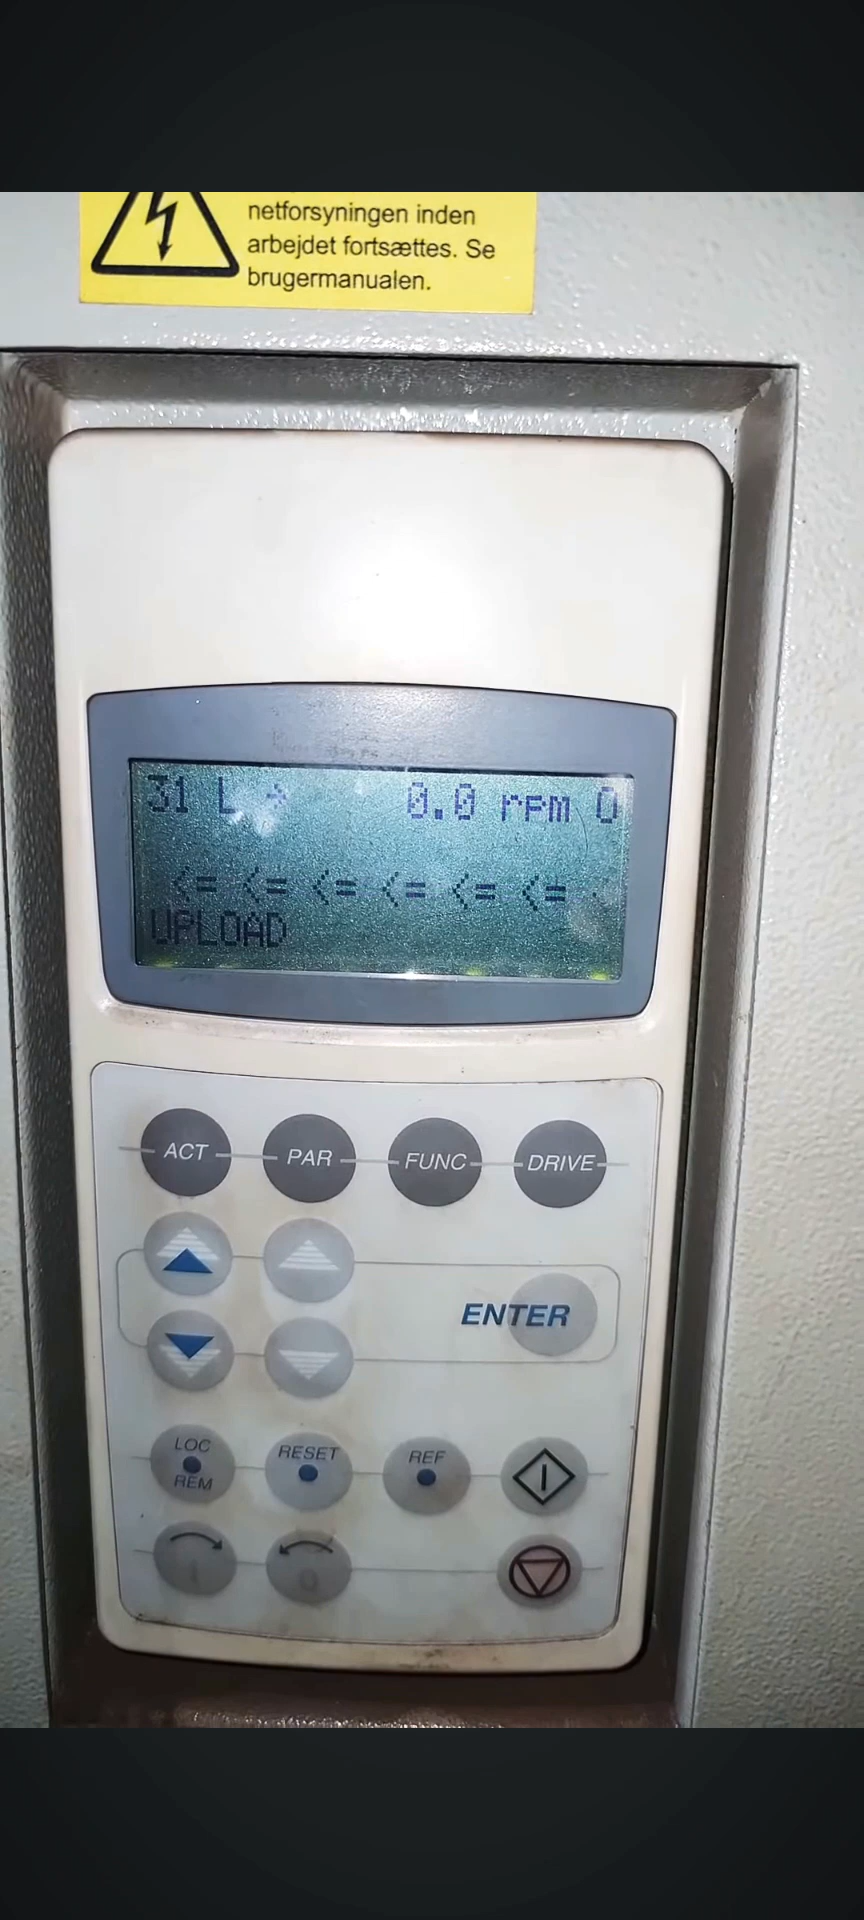 netforsyningen inden
arbejdet fortsættes. Se
brugermanualen.
31 L -> 0.0 rpm 0
<= <= <= <= <= <=
UPLOAD
ACT PAR FUNC DRIVE
ENTER
LOC
REM
RESET
REF
I
0